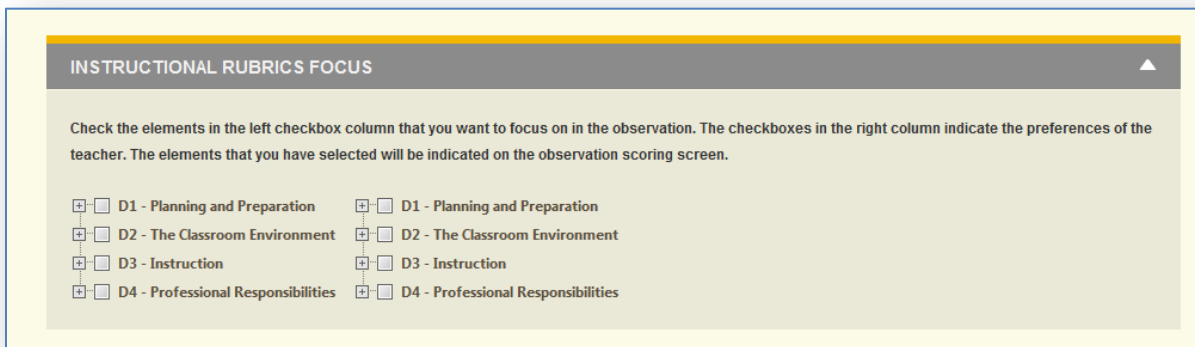 INSTRUCTIONAL RUBRICS FOCUS
Check the elements in the left checkbox column that you want to focus on in the observation. The checkboxes in the right column indicate the preferences of the
teacher. The elements that you have selected will be indicated on the observation scoring screen.
D1 - Planning and Preparation D1 - Planning and Preparation
D2 - The Classroom Environment D2 - The Classroom Environment
D3 - Instruction D3 - Instruction
D4 - Professional Responsibilities D4 - Professional Responsibilities